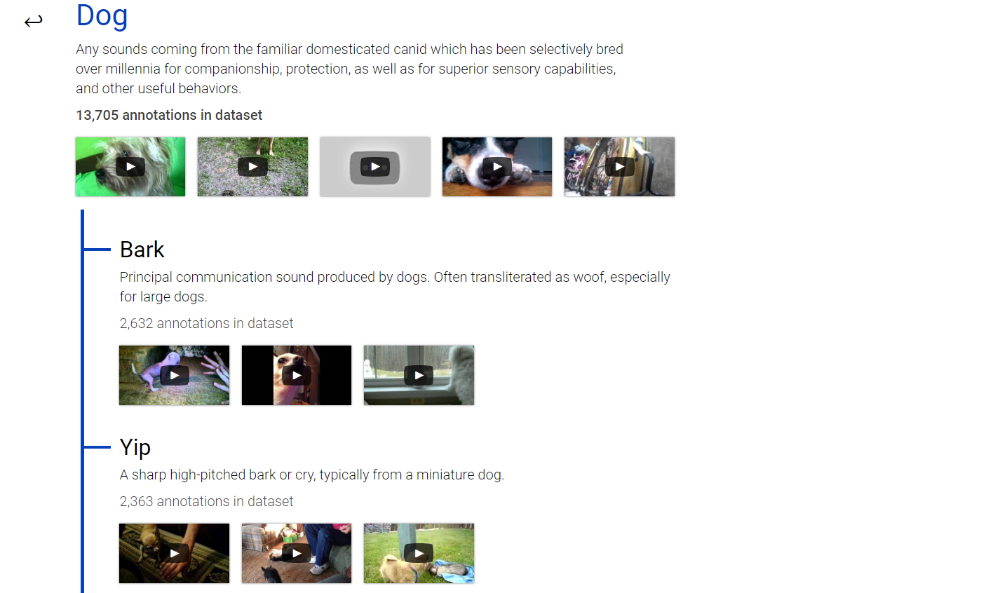 Dog
Any sounds coming from the familiar domesticated canid which has been selectively bred
over millennia for companionship, protection, as well as for superior sensory capabilities,
and other useful behaviors.
13,705 annotations in dataset
Bark
Principal communication sound produced by dogs. Often transliterated as woof, especially
for large dogs.
2,632 annotations in dataset
Yip
A sharp high-pitched bark or cry, typically from a miniature dog.
2,363 annotations in dataset